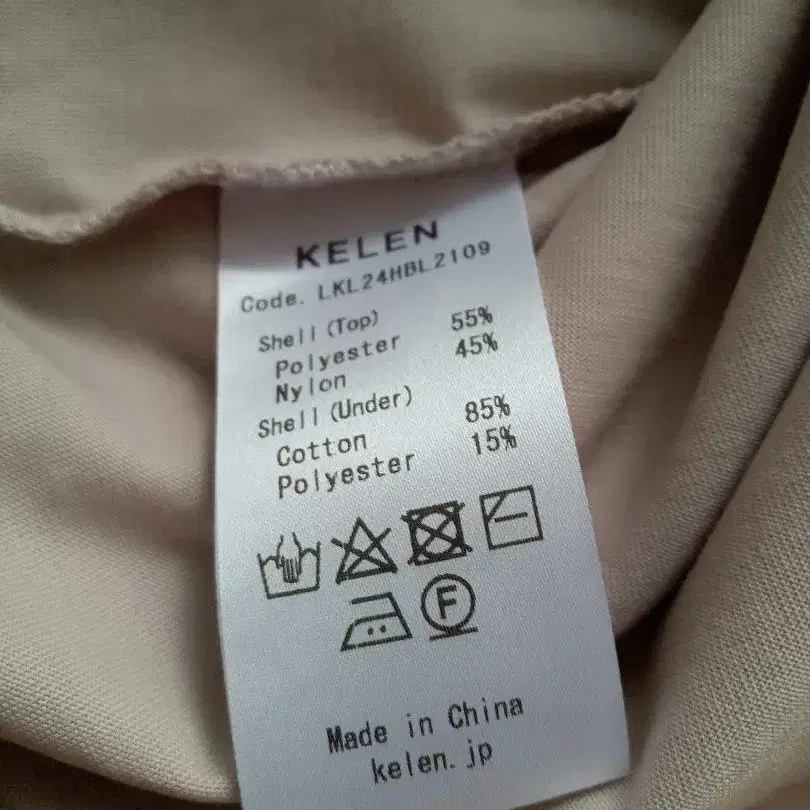 KELEN
Code. LKL24HBL2109
Shell (Top)
Polyester 55%
Nylon 45%
Shell (Under)
Cotton 85%
Polyester 15%
F
Made in China
kelen.jp